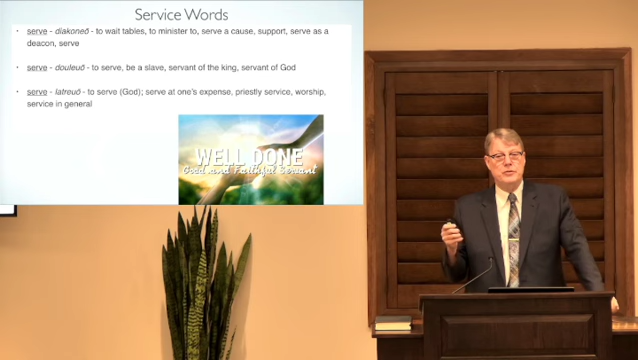 Service Words
• serve - diakoneō - to wait tables, to minister to, serve a cause, support, serve as a
deacon, serve
• serve - douleuō - to serve, be a slave, servant of the king, servant of God
• serve - latreuō - to serve (God); serve at one's expense, priestly service, worship,
service in general
WELL DONE
Good and Faithful Servant